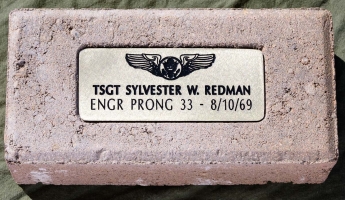 TSGT SYLVESTER W. REDMAN
ENGR PRONG 33 - 8/10/69